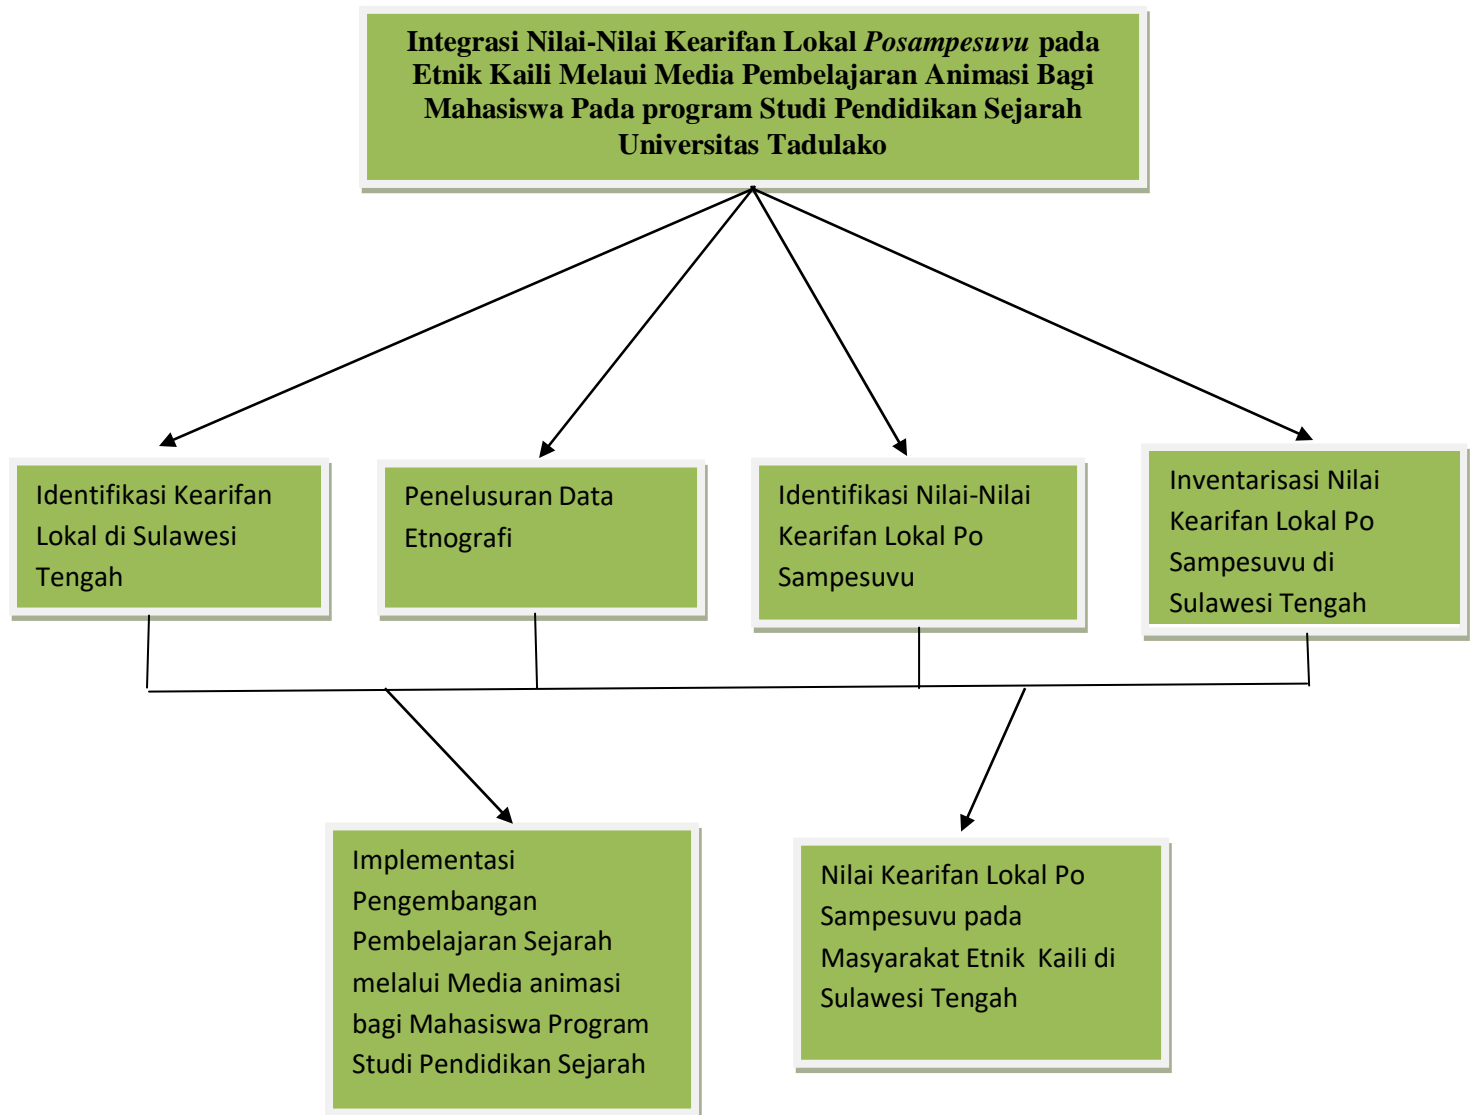 Integrasi Nilai-Nilai Kearifan Lokal Posampesuvu pada
Etnik Kaili Melaui Media Pembelajaran Animasi Bagi
Mahasiswa Pada program Studi Pendidikan Sejarah
Universitas Tadulako
Identifikasi Kearifan
Lokal di Sulawesi
Tengah
Penelusuran Data
Etnografi
Identifikasi Nilai-Nilai
Kearifan Lokal Po
Sampesuvu
Inventarisasi Nilai
Kearifan Lokal Po
Sampesuvu di
Sulawesi Tengah
Implementasi
Pengembangan
Pembelajaran Sejarah
melalui Media animasi
bagi Mahasiswa Program
Studi Pendidikan Sejarah
Nilai Kearifan Lokal Po
Sampesuvu pada
Masyarakat Etnik Kaili di
Sulawesi Tengah